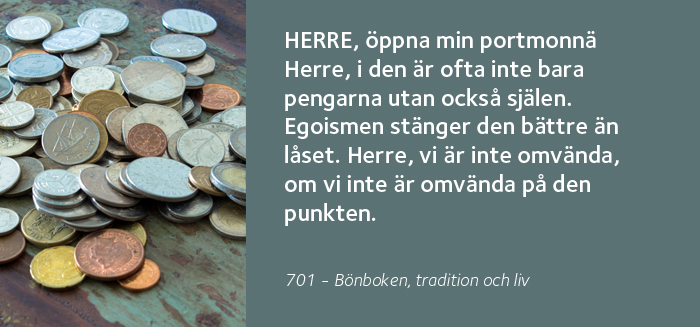 HERRE, öppna min portmonnä
Herre, i den är ofta inte bara
pengarna utan också själen.
Egoismen stänger den bättre än
låset. Herre, vi är inte omvända,
om vi inte är omvända på den
punkten.
701 – Bönboken, tradition och liv